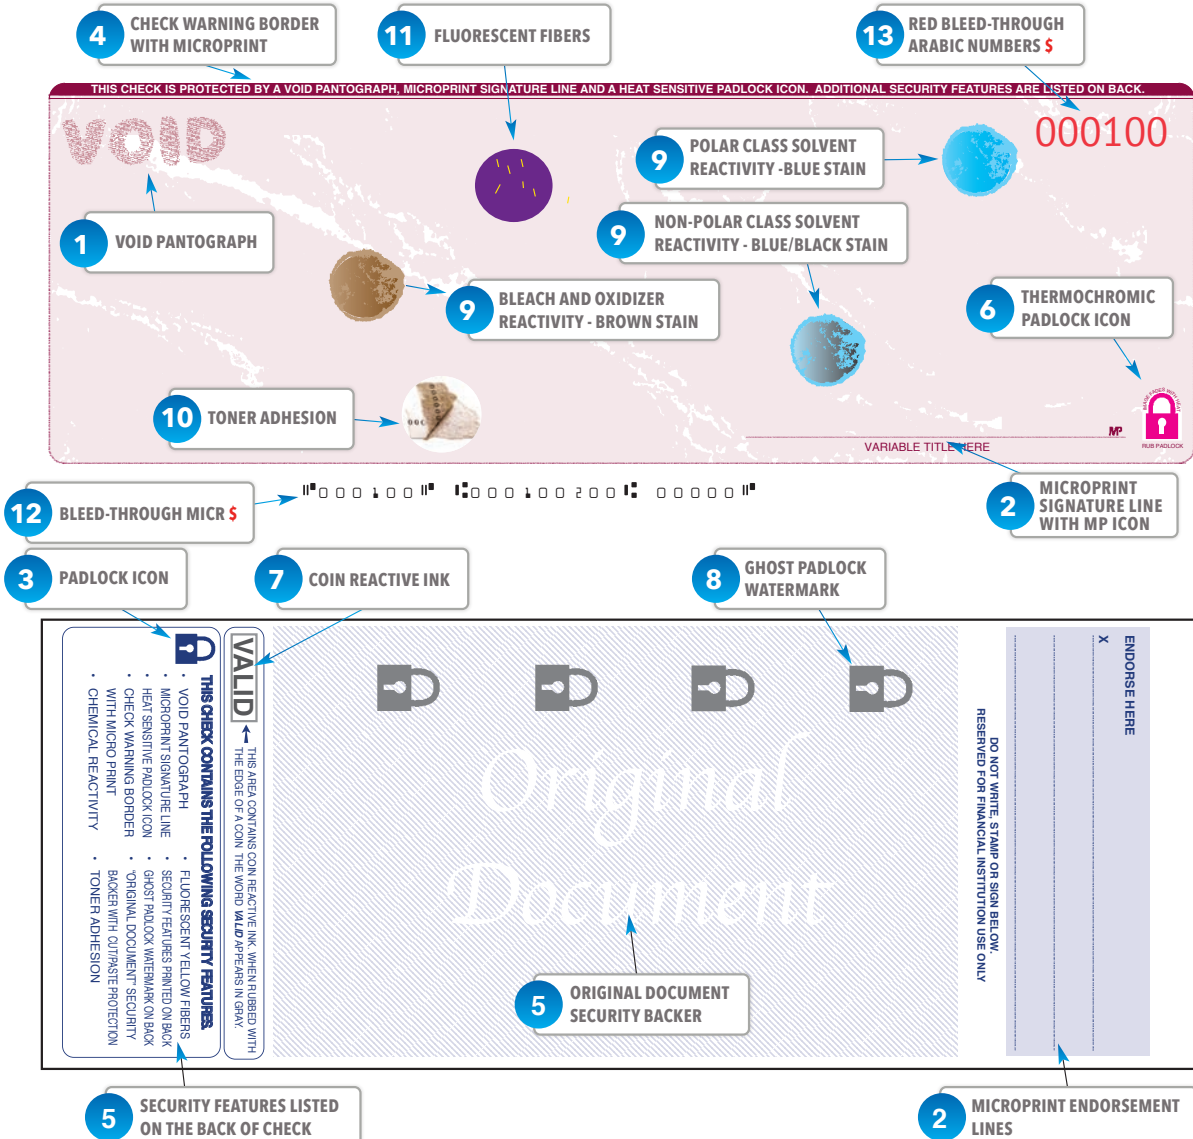 4 CHECK WARNING BORDER
WITH MICROPRINT
11 FLUORESCENT FIBERS
13 RED BLEED-THROUGH
ARABIC NUMBERS $
THIS CHECK IS PROTECTED BY A VOID PANTOGRAPH, MICROPRINT SIGNATURE LINE AND A HEAT SENSITIVE PADLOCK ICON. ADDITIONAL SECURITY FEATURES ARE LISTED ON BACK.
VOID
000100
9 POLAR CLASS SOLVENT
REACTIVITY -BLUE STAIN
1 VOID PANTOGRAPH
9 NON-POLAR CLASS SOLVENT
REACTIVITY - BLUE/BLACK STAIN
9 BLEACH AND OXIDIZER
REACTIVITY - BROWN STAIN
6 THERMOCHROMIC
PADLOCK ICON
10 TONER ADHESION
MP
VARIABLE TITLE HERE
RUB PADLOCK
12 BLEED-THROUGH MICR $
⑈000100⑈ ⑆000100200⑆ 00000⑈
2 MICROPRINT
SIGNATURE LINE
WITH MP ICON
3 PADLOCK ICON
7 COIN REACTIVE INK
8 GHOST PADLOCK
WATERMARK
THIS CHECK CONTAINS THE FOLLOWING SECURITY FEATURES.
• VOID PANTOGRAPH
• MICROPRINT SIGNATURE LINE
• HEAT SENSITIVE PADLOCK ICON
• CHECK WARNING BORDER
WITH MICRO PRINT
• CHEMICAL REACTIVITY
• FLUORESCENT YELLOW FIBERS
• SECURITY FEATURES PRINTED ON BACK
• GHOST PADLOCK WATERMARK ON BACK
• "ORIGINAL DOCUMENT" SECURITY
BACKER WITH CUT/PASTE PROTECTION
• TONER ADHESION
VALID
THIS AREA CONTAINS COIN REACTIVE INK. WHEN RUBBED WITH
THE EDGE OF A COIN THE WORD VALID APPEARS IN GRAY.
Original
Document
ENDORSE HERE
X
DO NOT WRITE, STAMP OR SIGN BELOW.
RESERVED FOR FINANCIAL INSTITUTION USE ONLY
5 ORIGINAL DOCUMENT
SECURITY BACKER
5 SECURITY FEATURES LISTED
ON THE BACK OF CHECK
2 MICROPRINT ENDORSEMENT
LINES